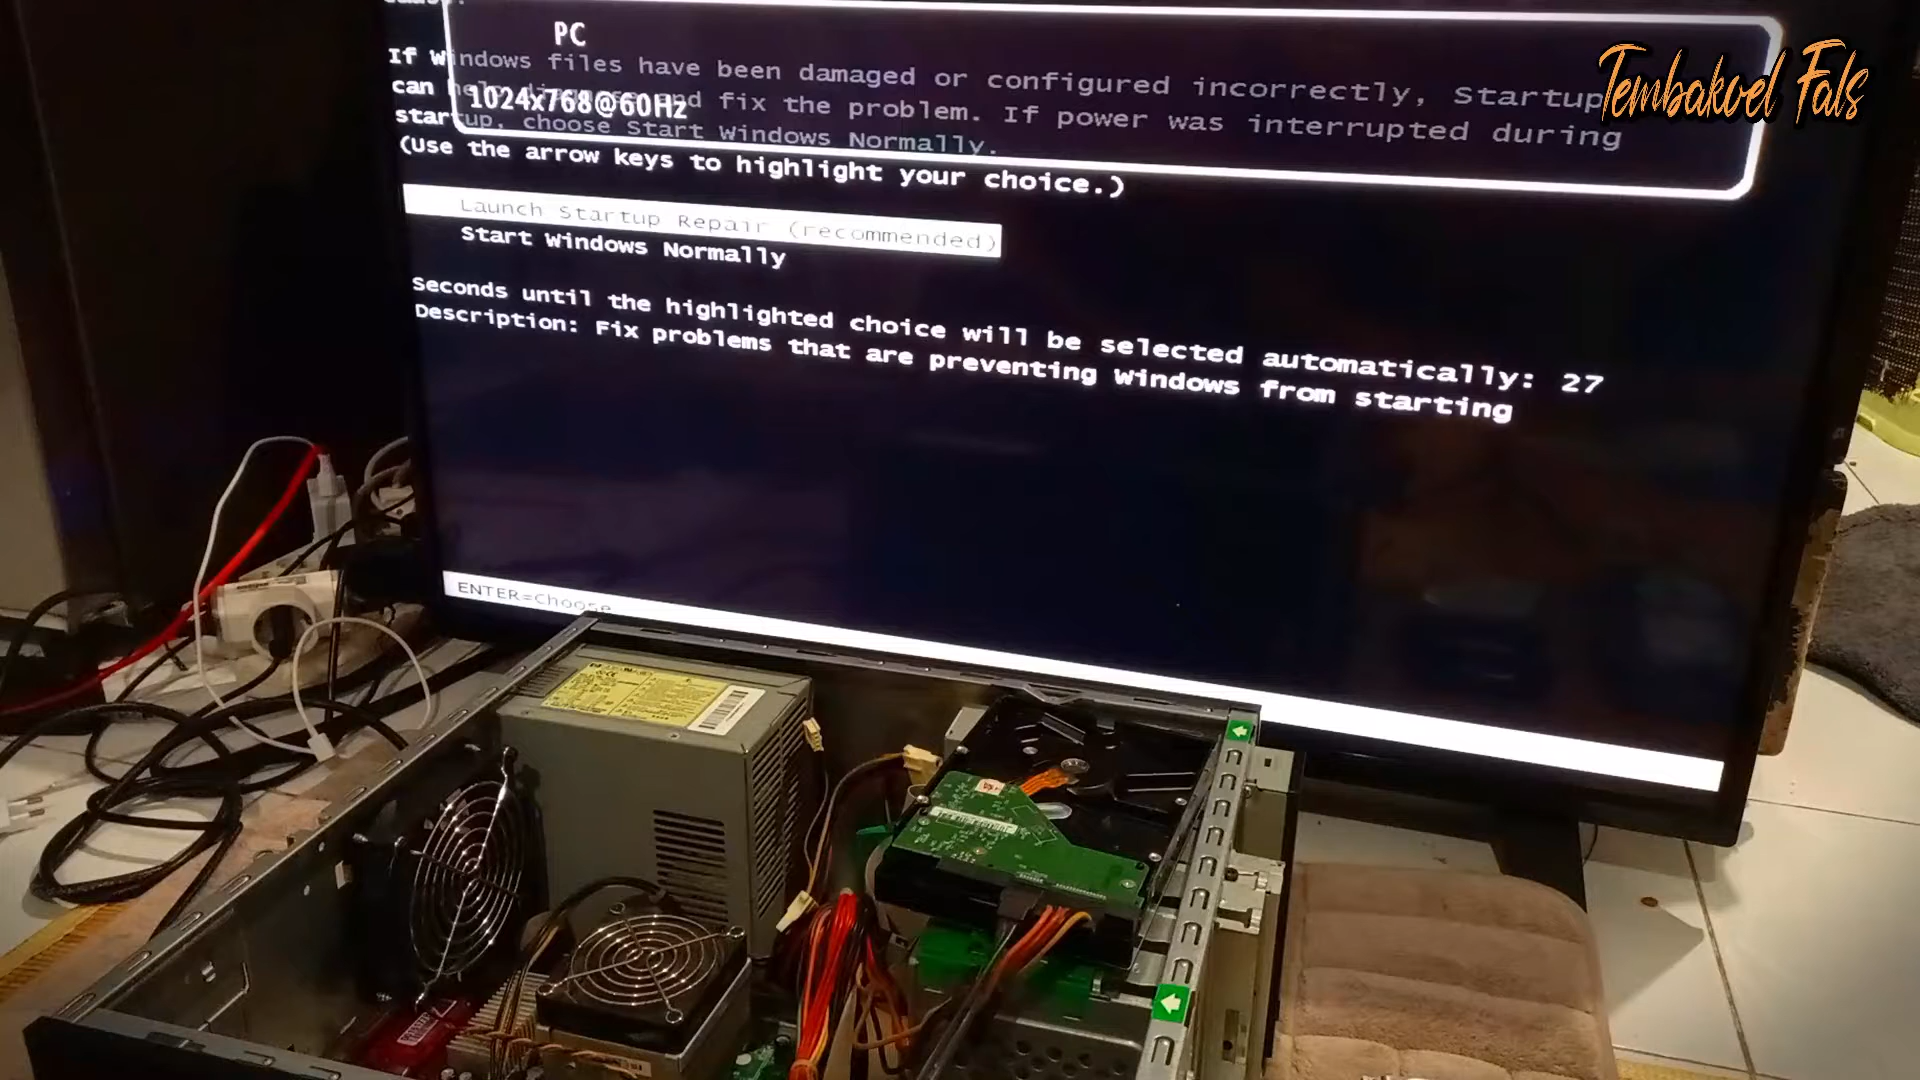 PC
1024x768@60Hz
If Windows files have been damaged or configured incorrectly, Startup
can help diagnose and fix the problem. If power was interrupted during
startup, choose Start Windows Normally.
(Use the arrow keys to highlight your choice.)
Launch Startup Repair (recommended)
Start Windows Normally
Seconds until the highlighted choice will be selected automatically: 27
Description: Fix problems that are preventing Windows from starting
ENTER=Choose
Tembakoel Fals